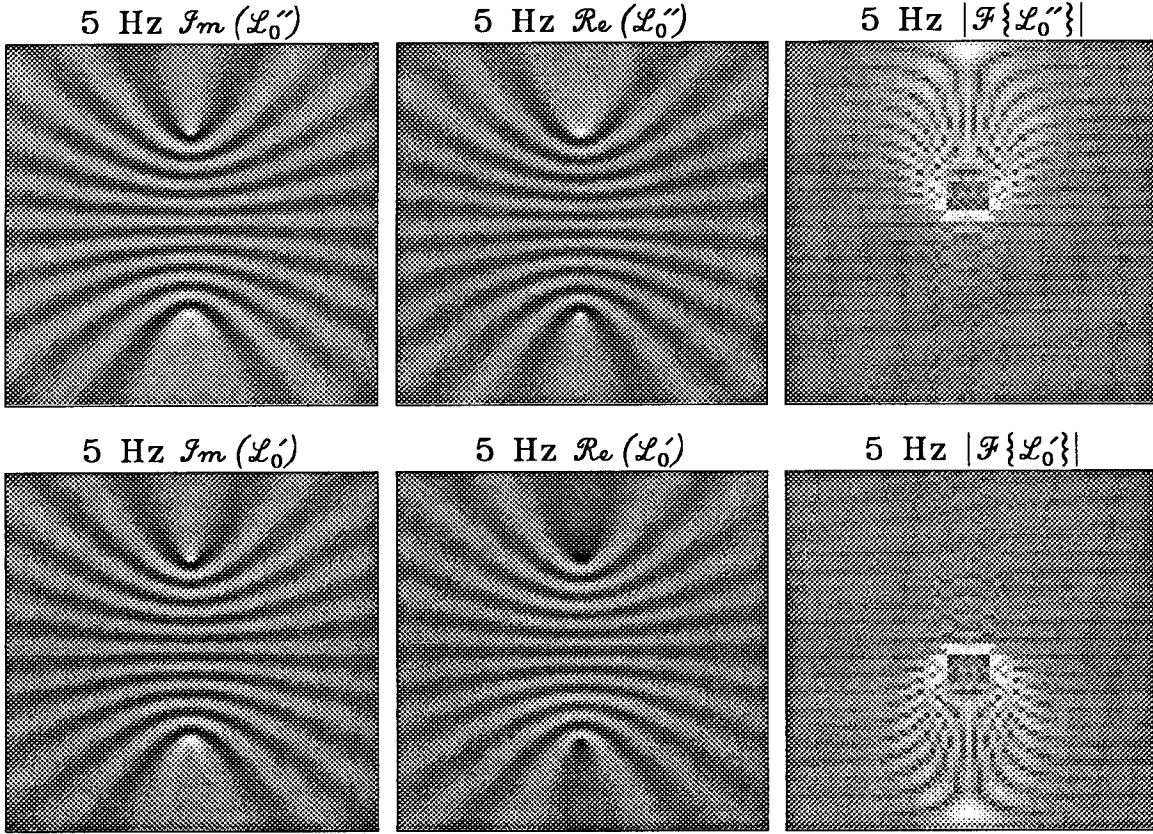 5 Hz ℐm (ℒ₀″)
5 Hz ℛe (ℒ₀″)
5 Hz |ℱ{ℒ₀″}|
5 Hz ℐm (ℒ₀′)
5 Hz ℛe (ℒ₀′)
5 Hz |ℱ{ℒ₀′}|